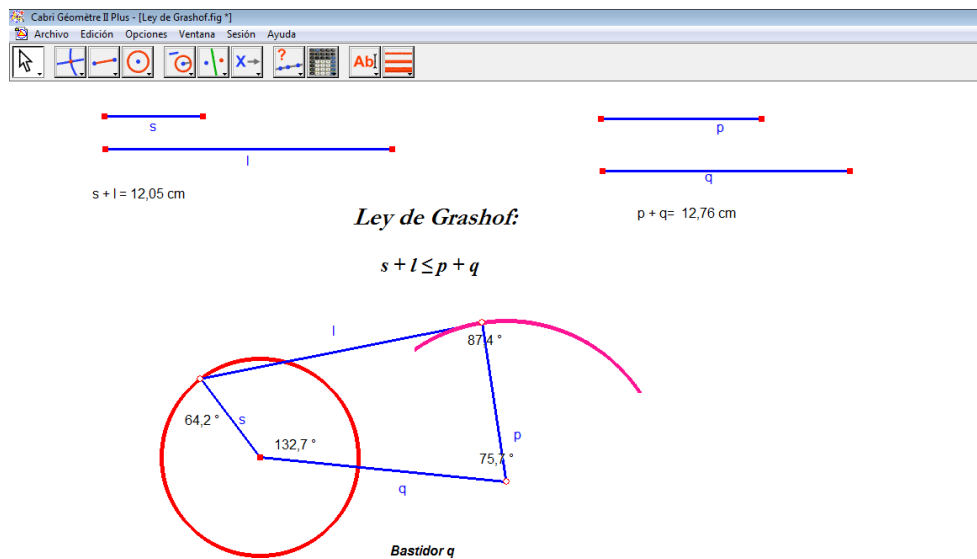 Cabri Géomètre II Plus - [Ley de Grashof.fig *]
Archivo Edición Opciones Ventana Sesión Ayuda
? X Ab
s
l
s + l = 12,05 cm
p
q
p + q= 12,76 cm
Ley de Grashof:
s + l ≤ p + q
l
87,4 °
64,2 °
s
132,7 °
p
75,7 °
q
Bastidor q